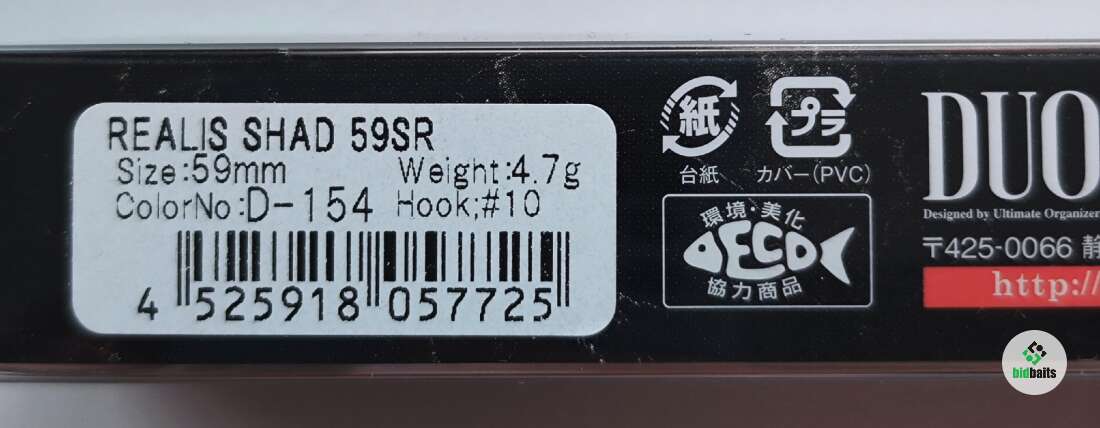 REALIS SHAD 59SR
Size:59mm Weight:4.7g
ColorNo:D-154 Hook;#10
4 525918 057725
紙
プラ
台紙 カバー(PVC)
環境・美化
ECO
協力商品
DUO
Designed by Ultimate Organizer
〒425-0066 静
http://
bidbaits